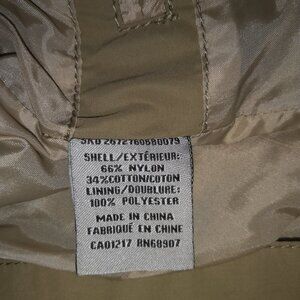 SHELL/EXTÉRIEUR:
66% NYLON
34%COTTON/COTON
LINING/DOUBLURE:
100% POLYESTER
MADE IN CHINA
FABRIQUÉ EN CHINE
CA01217 RN68907